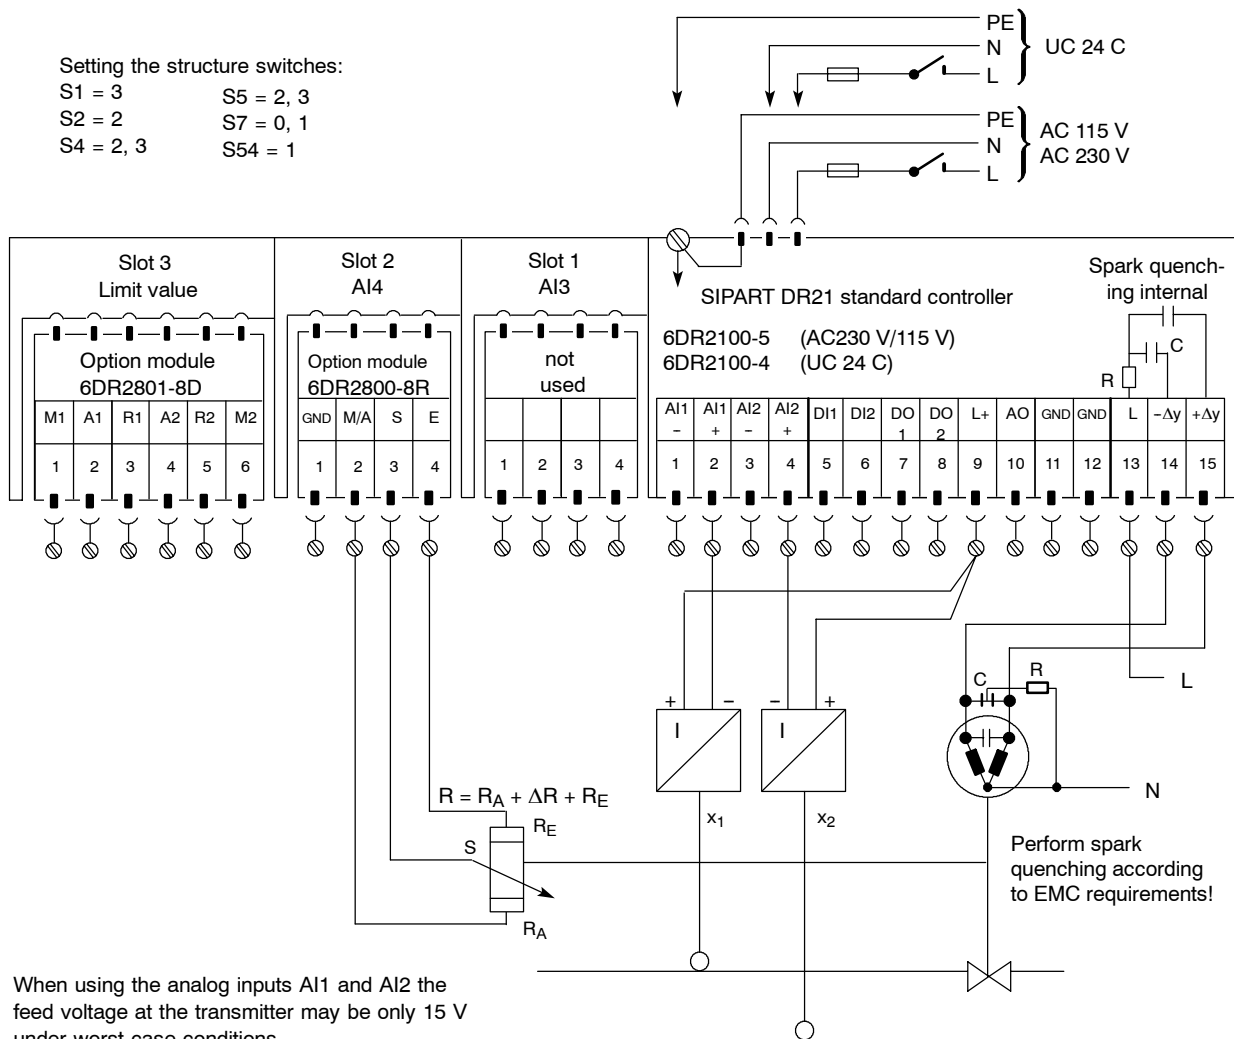 PE
N
L
UC 24 C
Setting the structure switches:
S1 = 3
S2 = 2
S4 = 2, 3
S5 = 2, 3
S7 = 0, 1
S54 = 1
PE
N
L
AC 115 V
AC 230 V
Slot 3
Limit value
Slot 2
AI4
Slot 1
AI3
SIPART DR21 standard controller
6DR2100-5 (AC230 V/115 V)
6DR2100-4 (UC 24 C)
Spark quench-
ing internal
C
R
Option module
6DR2801-8D
Option module
6DR2800-8R
not
used
M1 A1 R1 A2 R2 M2
1 2 3 4 5 6
GND M/A S E
1 2 3 4
1 2 3 4
AI1 - AI1 + AI2 - AI2 + DI1 DI2 DO 1 DO 2 L+ AO GND GND L -Δy +Δy
1 2 3 4 5 6 7 8 9 10 11 12 13 14 15
L
C
R
+ -
I
- +
I
N
x1
x2
R = RA + ΔR + RE
RE
S
RA
Perform spark
quenching according
to EMC requirements!
When using the analog inputs AI1 and AI2 the
feed voltage at the transmitter may be only 15 V
under worst case conditions